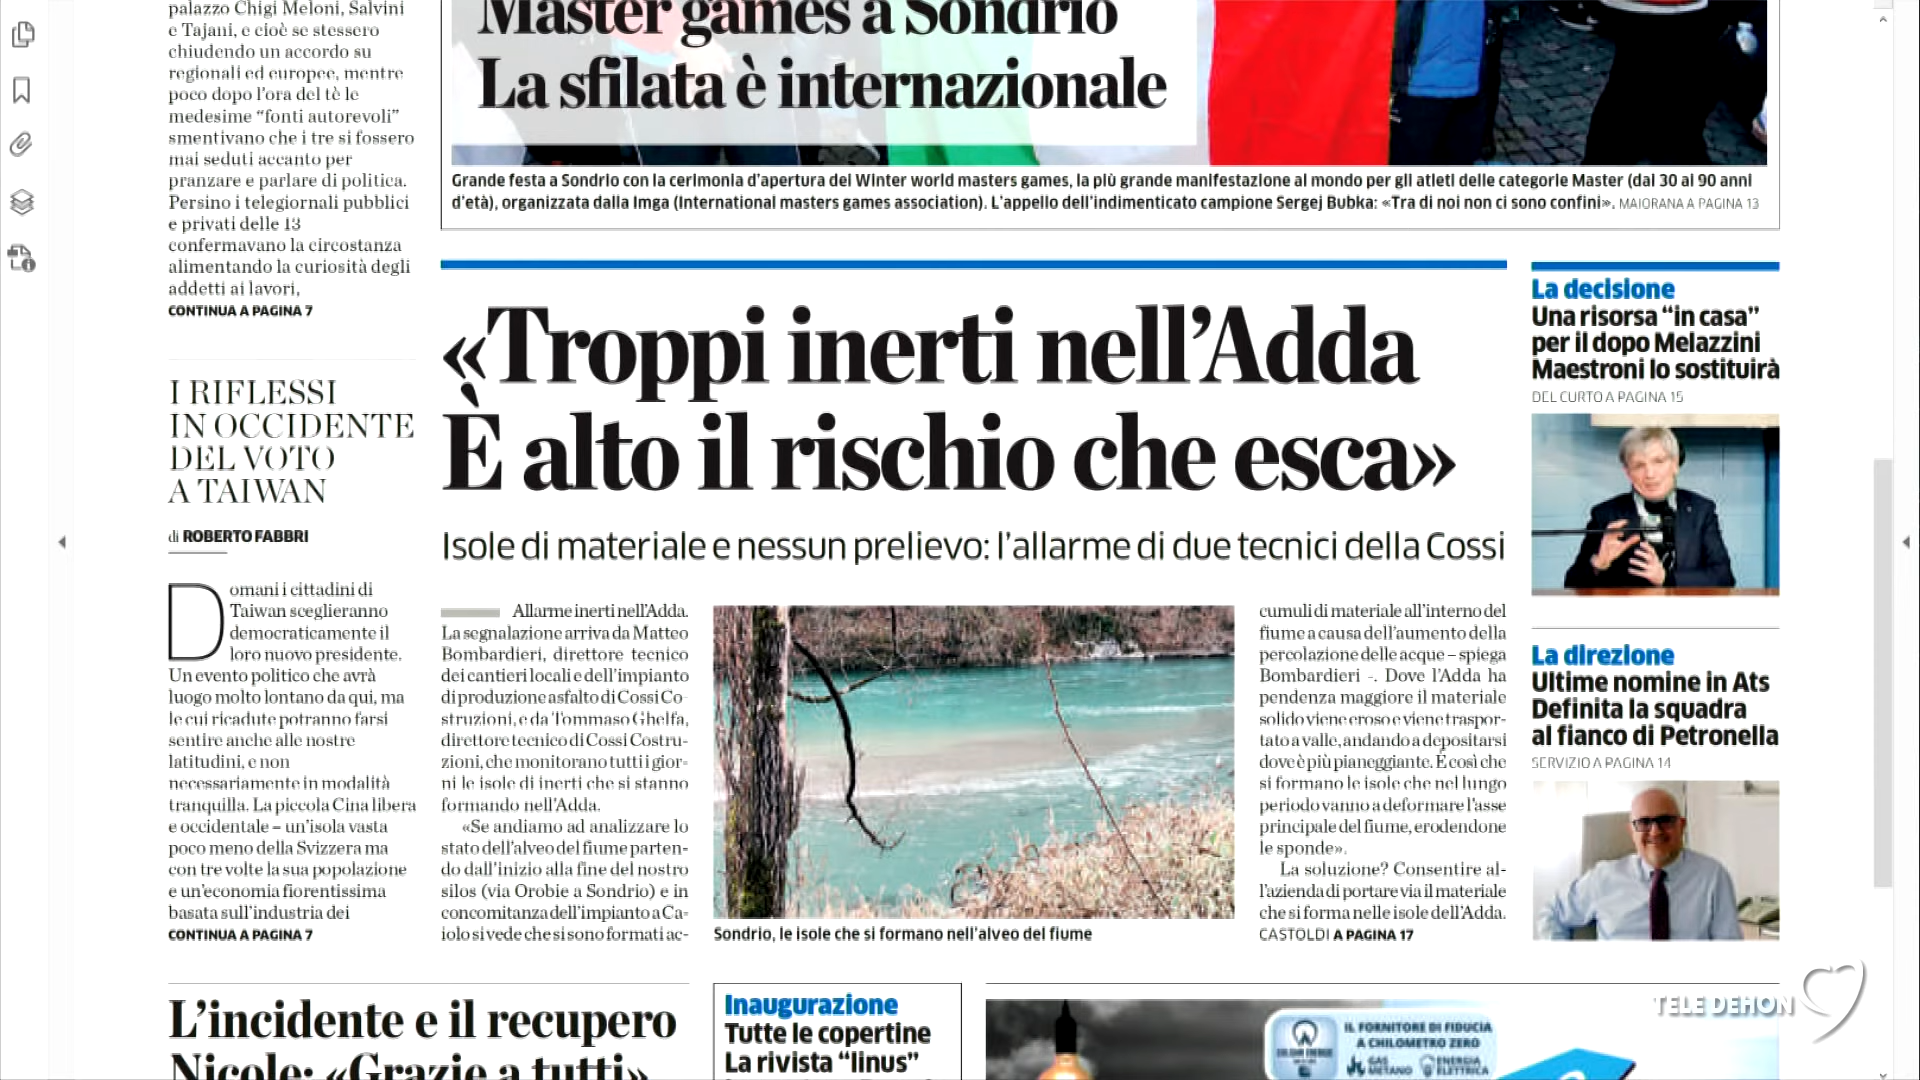 palazzo Chigi Meloni, Salvini
e Tajani, e cioè se stessero
chiudendo un accordo su
regionali ed europee, mentre
poco dopo l'ora del tè le
medesime “fonti autorevoli”
smentivano che i tre si fossero
mai seduti accanto per
pranzare e parlare di politica.
Persino i telegiornali pubblici
e privati delle 13
confermavano la circostanza
alimentando la curiosità degli
addetti ai lavori,
CONTINUA A PAGINA 7
I RIFLESSI
IN OCCIDENTE
DEL VOTO
A TAIWAN
di ROBERTO FABBRI
Domani i cittadini di
Taiwan sceglieranno
democraticamente il
loro nuovo presidente.
Un evento politico che avrà
luogo molto lontano da qui, ma
le cui ricadute potranno farsi
sentire anche alle nostre
latitudini, e non
necessariamente in modalità
tranquilla. La piccola Cina libera
e occidentale – un'isola vasta
poco meno della Svizzera ma
con tre volte la sua popolazione
e un'economia fiorentissima
basata sull'industria dei
CONTINUA A PAGINA 7
Master games a Sondrio
La sfilata è internazionale
Grande festa a Sondrio con la cerimonia d'apertura dei Winter world masters games, la più grande manifestazione al mondo per gli atleti delle categorie Master (dai 30 ai 90 anni
d'età), organizzata dalla Imga (International masters games association). L'appello dell'indimenticato campione Sergej Bubka: «Tra di noi non ci sono confini». MAIORANA A PAGINA 13
«Troppi inerti nell'Adda
È alto il rischio che esca»
Isole di materiale e nessun prelievo: l'allarme di due tecnici della Cossi
Allarme inerti nell'Adda.
La segnalazione arriva da Matteo
Bombardieri, direttore tecnico
dei cantieri locali e dell'impianto
di produzione asfalto di Cossi Co-
struzioni, e da Tommaso Ghelfa,
direttore tecnico di Cossi Costru-
zioni, che monitorano tutti i gior-
ni le isole di inerti che si stanno
formando nell'Adda.
«Se andiamo ad analizzare lo
stato dell'alveo del fiume parten-
do dall'inizio alla fine del nostro
silos (via Orobie a Sondrio) e in
concomitanza dell'impianto a Ca-
iolo si vede che si sono formati ac-
Sondrio, le isole che si formano nell'alveo del fiume
cumuli di materiale all'interno del
fiume a causa dell'aumento della
percolazione delle acque – spiega
Bombardieri -. Dove l'Adda ha
pendenza maggiore il materiale
solido viene eroso e viene traspor-
tato a valle, andando a depositarsi
dove è più pianeggiante. È così che
si formano le isole che nel lungo
periodo vanno a deformare l'asse
principale del fiume, erodendone
le sponde».
La soluzione? Consentire al-
l'azienda di portare via il materiale
che si forma nelle isole dell'Adda.
CASTOLDI A PAGINA 17
La decisione
Una risorsa “in casa”
per il dopo Melazzini
Maestroni lo sostituirà
DEL CURTO A PAGINA 15
La direzione
Ultime nomine in Ats
Definita la squadra
al fianco di Petronella
SERVIZIO A PAGINA 14
L'incidente e il recupero
Nicole: «Grazie a tutti»
Inaugurazione
Tutte le copertine
La rivista “linus”
IL FORNITORE DI FIDUCIA
A CHILOMETRO ZERO
GAS
METANO
ENERGIA
ELETTRICA
TELE DEHON